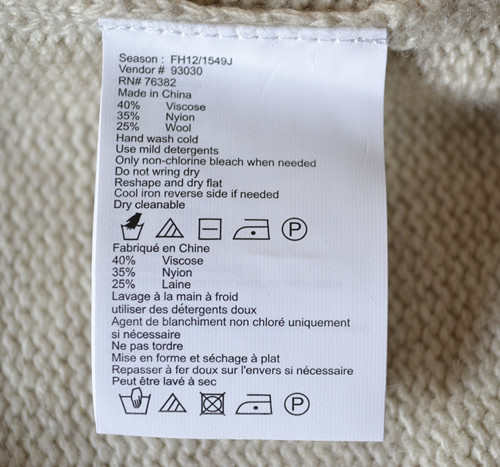 Season : FH12/1549J
Vendor # 93030
RN# 76382
Made in China
40% Viscose
35% Nylon
25% Wool
Hand wash cold
Use mild detergents
Only non-chlorine bleach when needed
Do not wring dry
Reshape and dry flat
Cool iron reverse side if needed
Dry cleanable
P
Fabriqué en Chine
40% Viscose
35% Nylon
25% Laine
Lavage à la main à froid
utiliser des détergents doux
Agent de blanchiment non chloré uniquement
si nécessaire
Ne pas tordre
Mise en forme et séchage à plat
Repasser à fer doux sur l'envers si nécessaire
Peut être lavé à sec
P